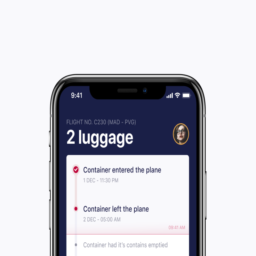 9:41
FLIGHT NO. C230 (MAD - PVG)
2 luggage
Container entered the plane
1 DEC - 11:30 PM
Container left the plane
2 DEC - 05:00 AM
09:41 AM
Container had it's contains emptied